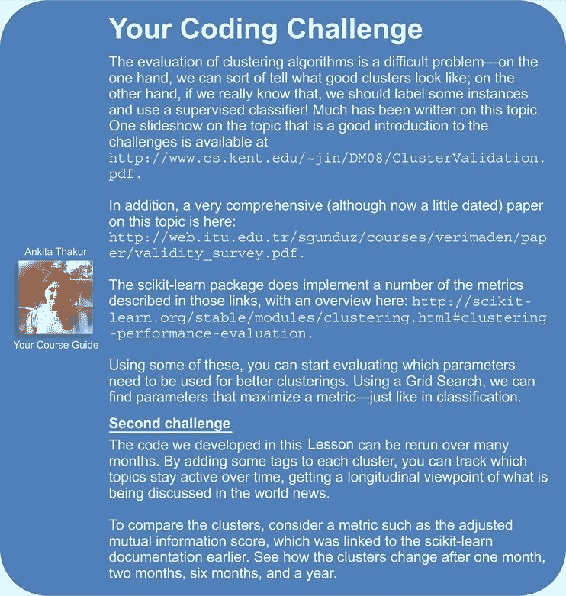 Your Coding Challenge
The evaluation of clustering algorithms is a difficult problem—on the
one hand, we can sort of tell what good clusters look like; on the
other hand, if we really know that, we should label some instances
and use a supervised classifier! Much has been written on this topic.
One slideshow on the topic that is a good introduction to the
challenges is available at
http://www.cs.kent.edu/~jin/DM08/ClusterValidation.
pdf.
In addition, a very comprehensive (although now a little dated) paper
on this topic is here:
http://web.itu.edu.tr/sgunduz/courses/verimaden/pap
er/validity_survey.pdf.
Ankita Thakur
Your Course Guide
The scikit-learn package does implement a number of the metrics
described in those links, with an overview here: http://scikit-
learn.org/stable/modules/clustering.html#clustering
-performance-evaluation.
Using some of these, you can start evaluating which parameters
need to be used for better clusterings. Using a Grid Search, we can
find parameters that maximize a metric—just like in classification.
Second challenge
The code we developed in this Lesson can be rerun over many
months. By adding some tags to each cluster, you can track which
topics stay active over time, getting a longitudinal viewpoint of what is
being discussed in the world news.
To compare the clusters, consider a metric such as the adjusted
mutual information score, which was linked to the scikit-learn
documentation earlier. See how the clusters change after one month,
two months, six months, and a year.